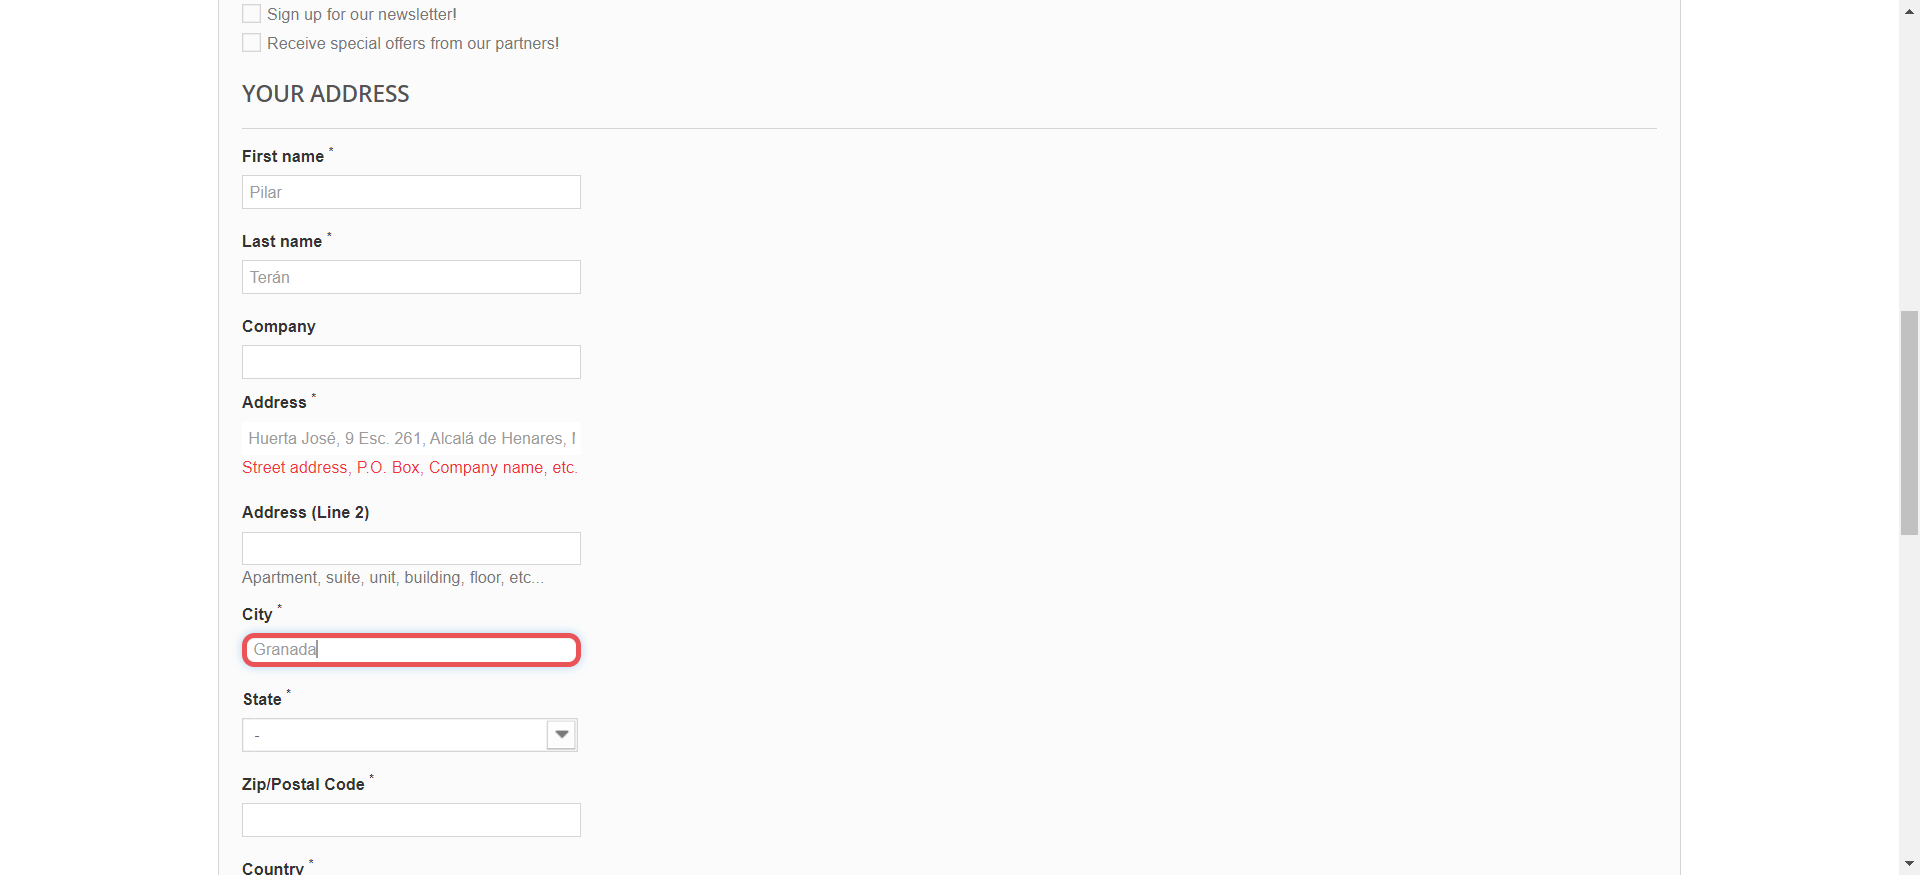 Sign up for our newsletter!
Receive special offers from our partners!
YOUR ADDRESS
First name *
Pilar
Last name *
Terán
Company
Address *
Huerta José, 9 Esc. 261, Alcalá de Henares,
Street address, P.O. Box, Company name, etc.
Address (Line 2)
Apartment, suite, unit, building, floor, etc...
City *
Granada
State *
-
Zip/Postal Code *
Country *